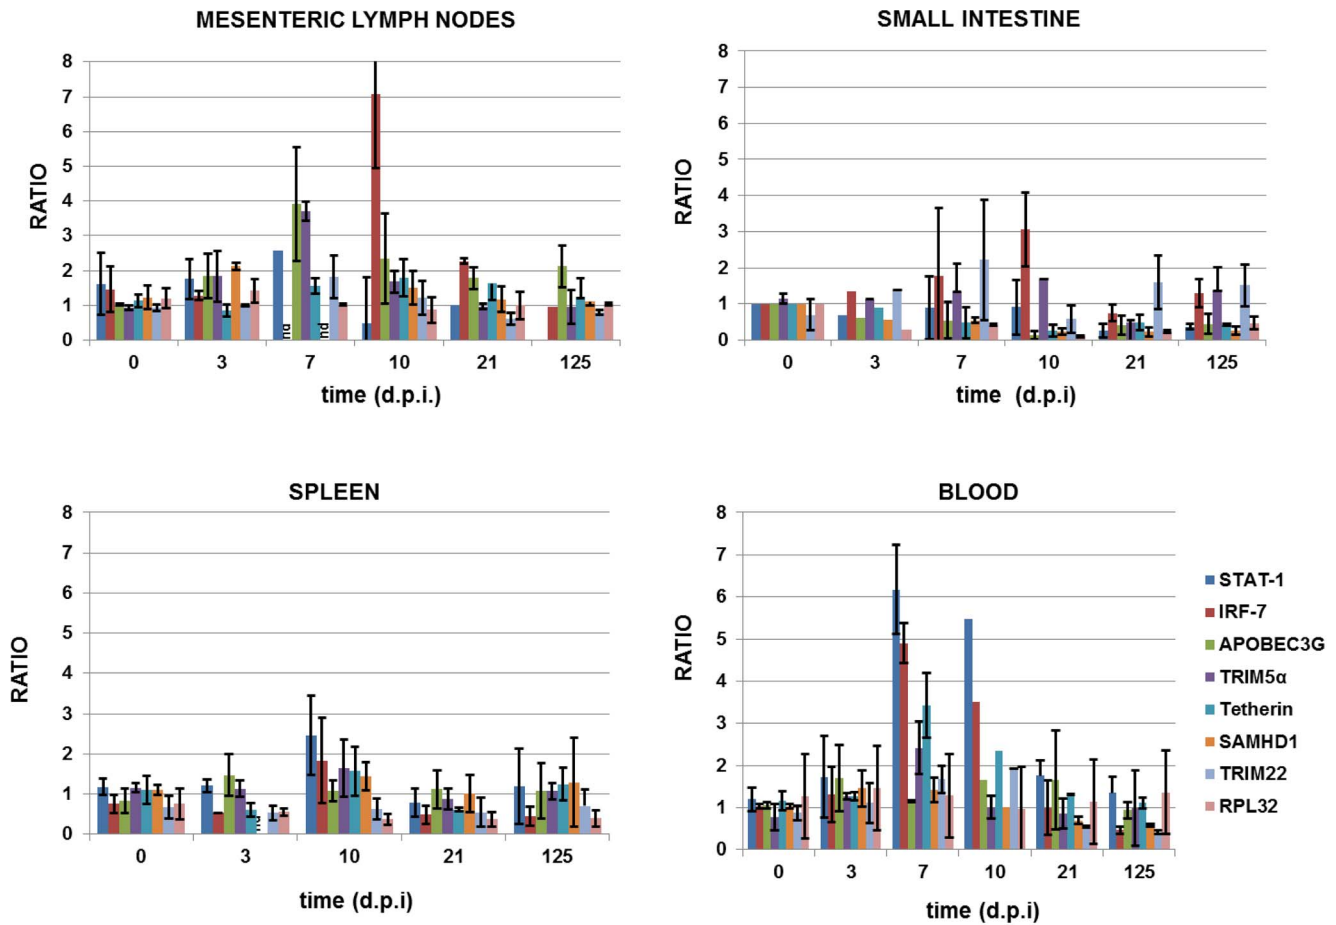 MESENTERIC LYMPH NODES
8
7
6
5
4
3
2
1
0
RATIO
nd
nd
0 3 7 10 21 125
time (d.p.i.)
SMALL INTESTINE
8
7
6
5
4
3
2
1
0
RATIO
0 3 7 10 21 125
time (d.p.i)
SPLEEN
8
7
6
5
4
3
2
1
0
RATIO
0 3 10 21 125
time (d.p.i)
BLOOD
8
7
6
5
4
3
2
1
0
RATIO
0 3 7 10 21 125
time (d.p.i)
STAT-1
IRF-7
APOBEC3G
TRIM5α
Tetherin
SAMHD1
TRIM22
RPL32